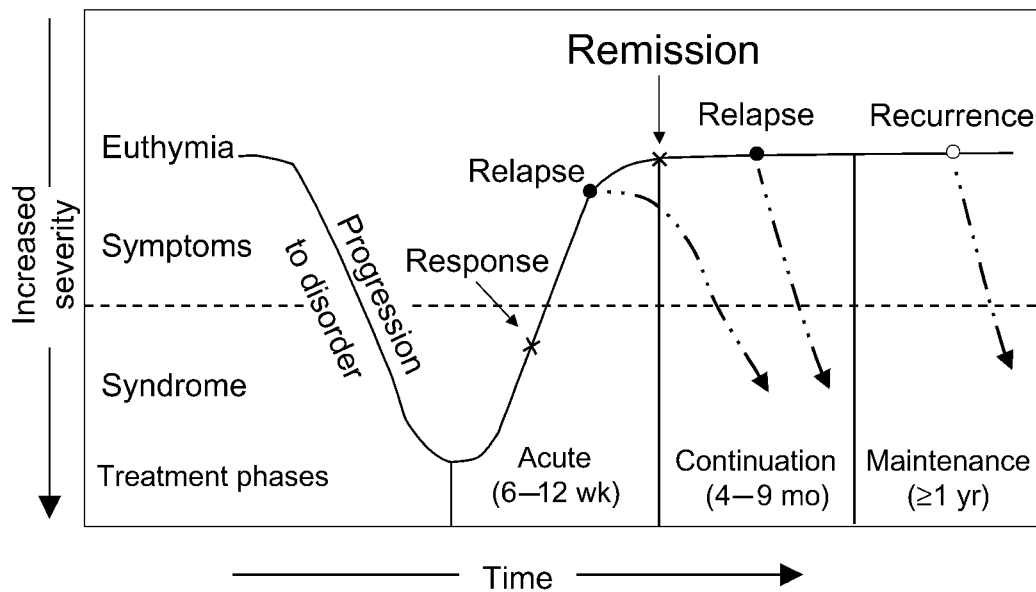 Remission
Relapse
Recurrence
Euthymia
Relapse
Symptoms
Response
Progression
to disorder
Increased
severity
Syndrome
Treatment phases
Acute
(6–12 wk)
Continuation
(4–9 mo)
Maintenance
(≥1 yr)
Time